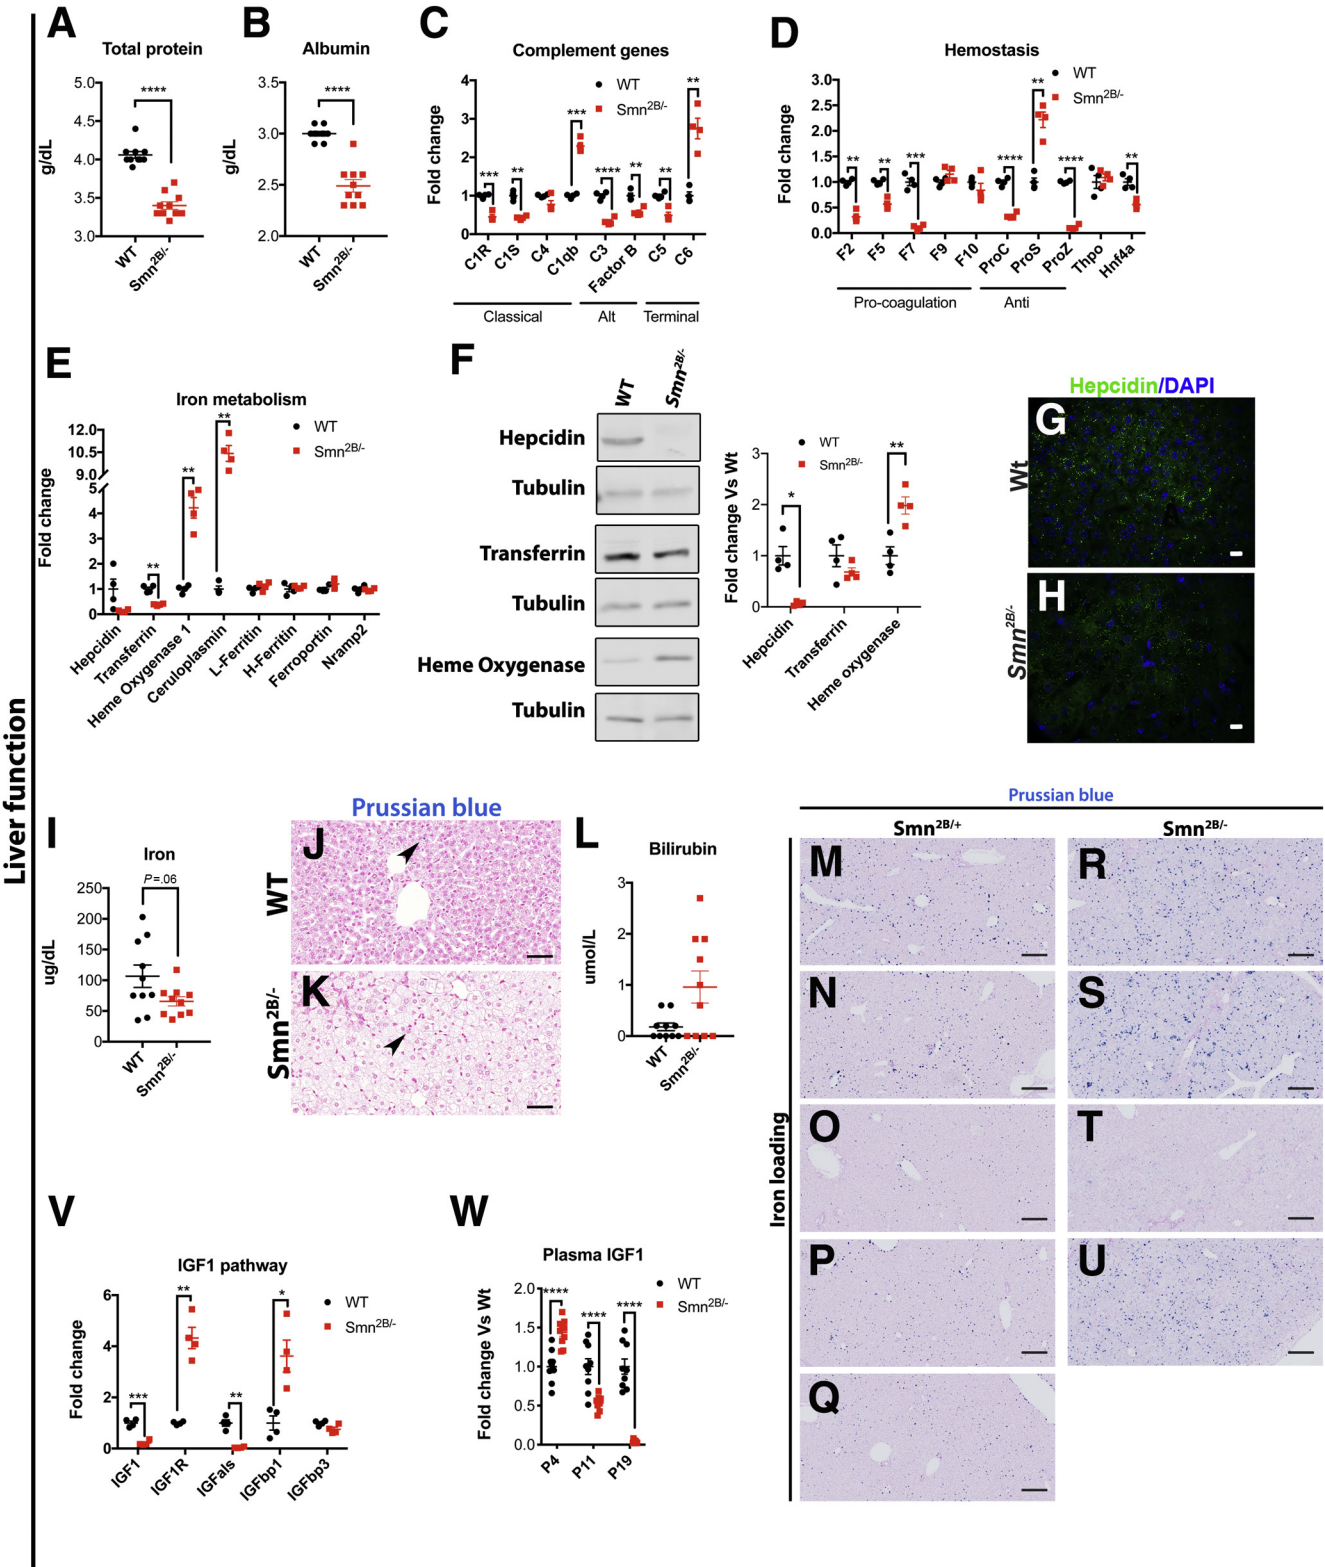 Liver function
A
Total protein
5.0
4.5
4.0
3.5
3.0
g/dL
****
WT
Smn2B/-
B
Albumin
3.5
3.0
2.5
2.0
g/dL
****
WT
Smn2B/-
C
Complement genes
WT
Smn2B/-
Fold change
4
3
2
1
0
*** ** *** **** ** ** **
C1R C1S C4 C1qb C3 Factor B C5 C6
Classical Alt Terminal
D
Hemostasis
WT
Smn2B/-
Fold change
3.0
2.5
2.0
1.5
1.0
0.5
0.0
** ** *** **** ** **** **
F2 F5 F7 F9 F10 ProC ProS ProZ Thpo Hnf4a
Pro-coagulation Anti
E
Iron metabolism
WT
Smn2B/-
Fold change
12.0
10.5
9.0
5
4
3
2
1
0
** ** **
Hepcidin Transferrin Heme Oxygenase 1 Ceruloplasmin L-Ferritin H-Ferritin Ferroportin Nramp2
F
WT Smn2B/-
Hepcidin
Tubulin
Transferrin
Tubulin
Heme Oxygenase
Tubulin
WT
Smn2B/-
Fold change Vs Wt
3
2
1
0
* **
Hepcidin Transferrin Heme oxygenase
Hepcidin/DAPI
G
Wt
H
Smn2B/-
I
Iron
P=.06
250
200
150
100
50
0
ug/dL
WT
Smn2B/-
Prussian blue
J
WT
K
Smn2B/-
L
Bilirubin
3
2
1
0
umol/L
WT
Smn2B/-
Prussian blue
Smn2B/+ Smn2B/-
Iron loading
M R
N S
O T
P U
Q
V
IGF1 pathway
WT
Smn2B/-
Fold change
6
4
2
0
*** ** ** *
IGF1 IGF1R IGFals IGFbp1 IGFbp3
W
Plasma IGF1
WT
Smn2B/-
Fold change Vs Wt
2.0
1.5
1.0
0.5
0.0
**** **** ****
P4 P11 P19